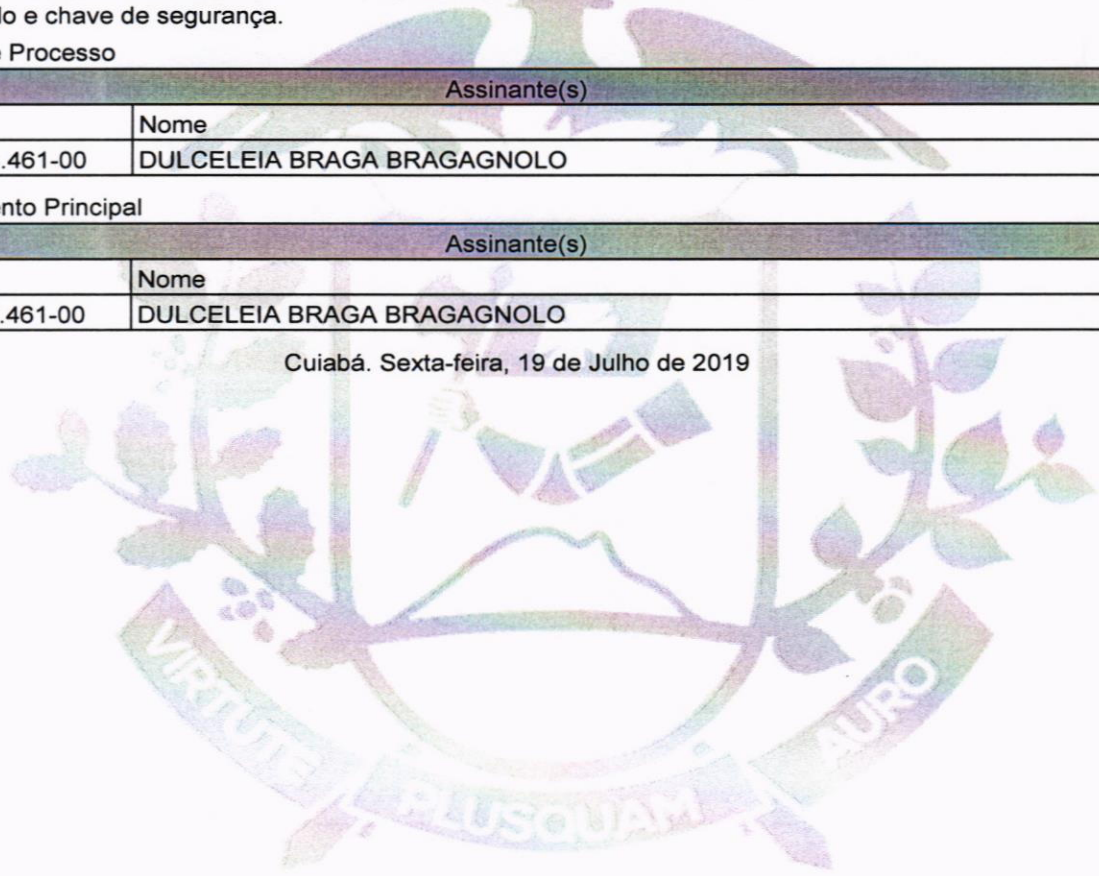 do e chave de segurança.
Processo
Assinante(s)
Nome
.461-00 DULCELEIA BRAGA BRAGAGNOLO
nto Principal
Assinante(s)
Nome
.461-00 DULCELEIA BRAGA BRAGAGNOLO
Cuiabá. Sexta-feira, 19 de Julho de 2019
VIRTUTE PLUSQUAM AURO